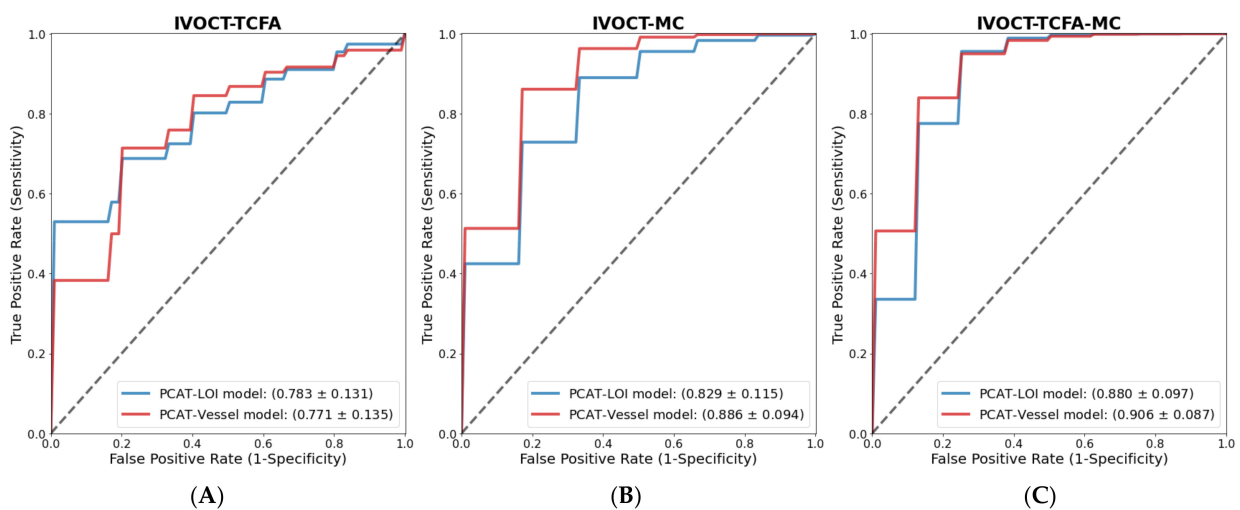 IVOCT-TCFA
1.0
0.8
0.6
0.4
0.2
0.0
True Positive Rate (Sensitivity)
PCAT-LOI model: (0.783 ± 0.131)
PCAT-Vessel model: (0.771 ± 0.135)
0.0 0.2 0.4 0.6 0.8 1.0
False Positive Rate (1-Specificity)
(A)
IVOCT-MC
1.0
0.8
0.6
0.4
0.2
0.0
True Positive Rate (Sensitivity)
PCAT-LOI model: (0.829 ± 0.115)
PCAT-Vessel model: (0.886 ± 0.094)
0.0 0.2 0.4 0.6 0.8 1.0
False Positive Rate (1-Specificity)
(B)
IVOCT-TCFA-MC
1.0
0.8
0.6
0.4
0.2
0.0
True Positive Rate (Sensitivity)
PCAT-LOI model: (0.880 ± 0.097)
PCAT-Vessel model: (0.906 ± 0.087)
0.0 0.2 0.4 0.6 0.8 1.0
False Positive Rate (1-Specificity)
(C)